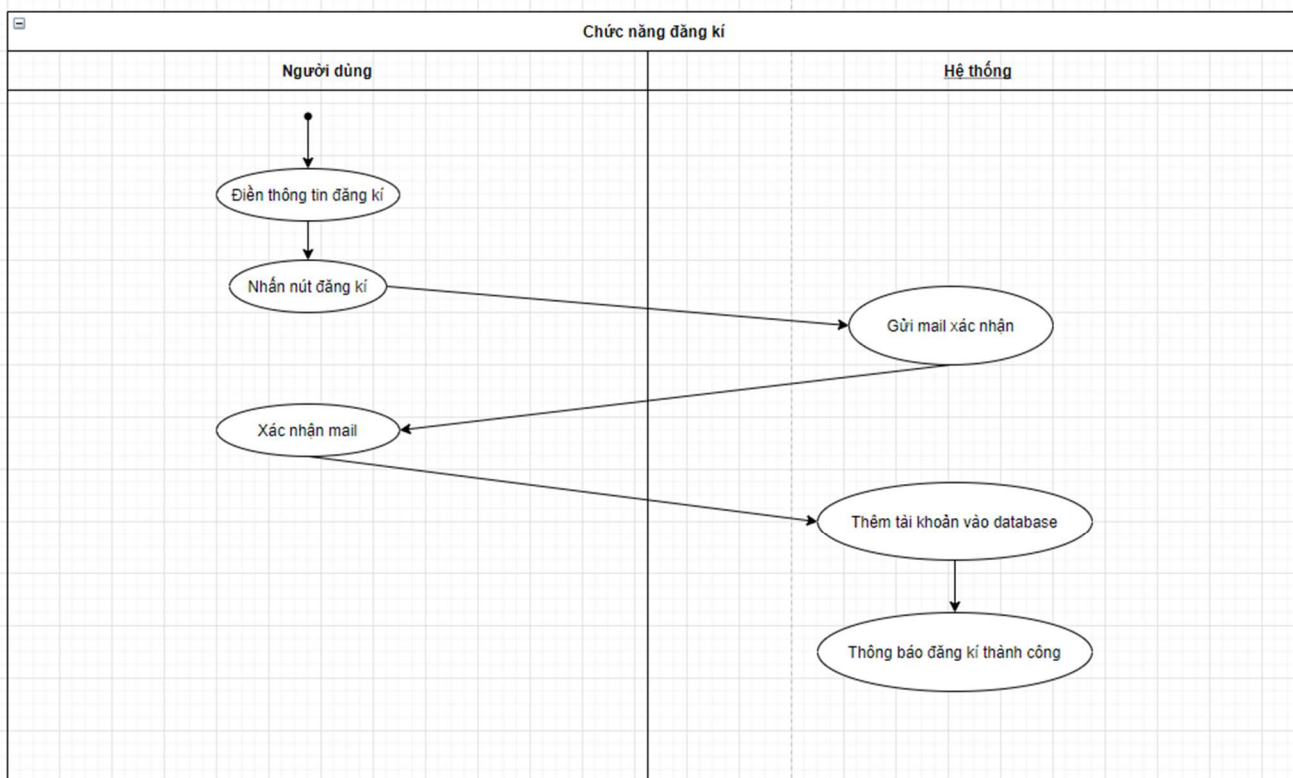 Chức năng đăng kí
Người dùng
Hệ thống
Điền thông tin đăng kí
Nhấn nút đăng kí
Gửi mail xác nhận
Xác nhận mail
Thêm tài khoản vào database
Thông báo đăng kí thành công